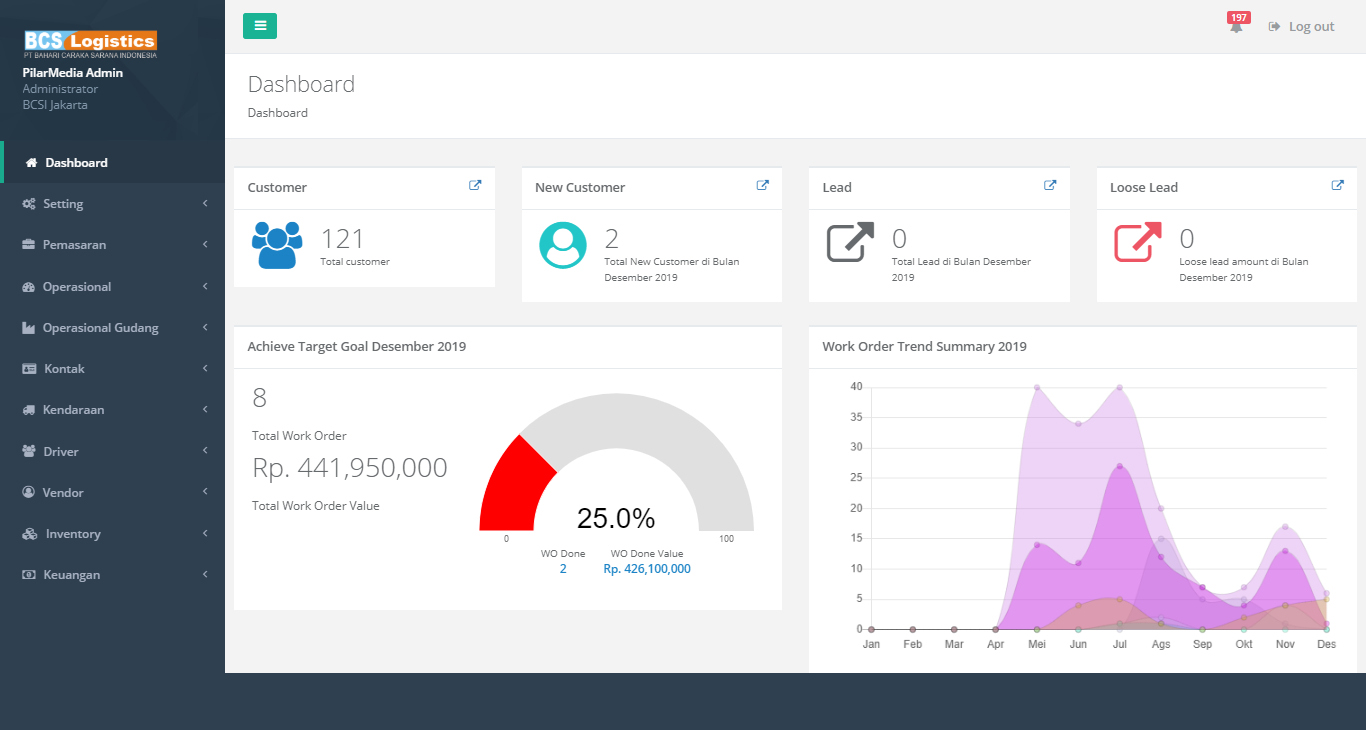 BCS Logistics
PT BAHARI CARAKA SARANA INDONESIA
PilarMedia Admin
Administrator
BCSI Jakarta
Dashboard
Setting
Pemasaran
Operasional
Operasional Gudang
Kontak
Kendaraan
Driver
Vendor
Inventory
Keuangan
197
Log out
Dashboard
Dashboard
Customer
121
Total customer
New Customer
2
Total New Customer di Bulan
Desember 2019
Lead
0
Total Lead di Bulan Desember
2019
Loose Lead
0
Loose lead amount di Bulan
Desember 2019
Achieve Target Goal Desember 2019
8
Total Work Order
Rp. 441,950,000
Total Work Order Value
25.0%
0 100
WO Done WO Done Value
2 Rp. 426,100,000
Work Order Trend Summary 2019
40
35
30
25
20
15
10
5
0
Jan Feb Mar Apr Mei Jun Jul Ags Sep Okt Nov Des